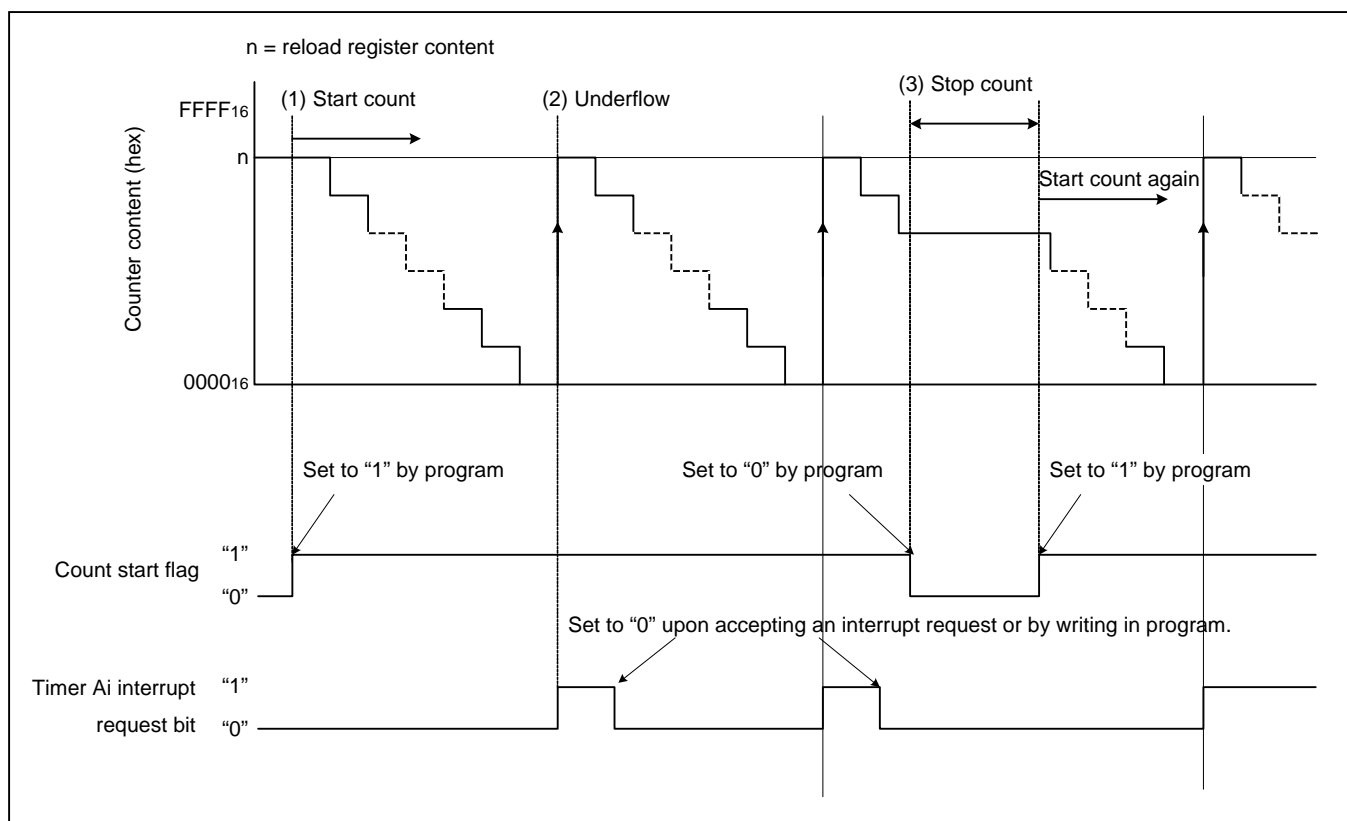 n = reload register content
FFFF16
(1) Start count
(2) Underflow
(3) Stop count
n
Start count again
Counter content (hex)
000016
Set to “1” by program
Set to “0” by program
Set to “1” by program
“1”
Count start flag
“0”
Set to “0” upon accepting an interrupt request or by writing in program.
Timer Ai interrupt “1”
request bit “0”